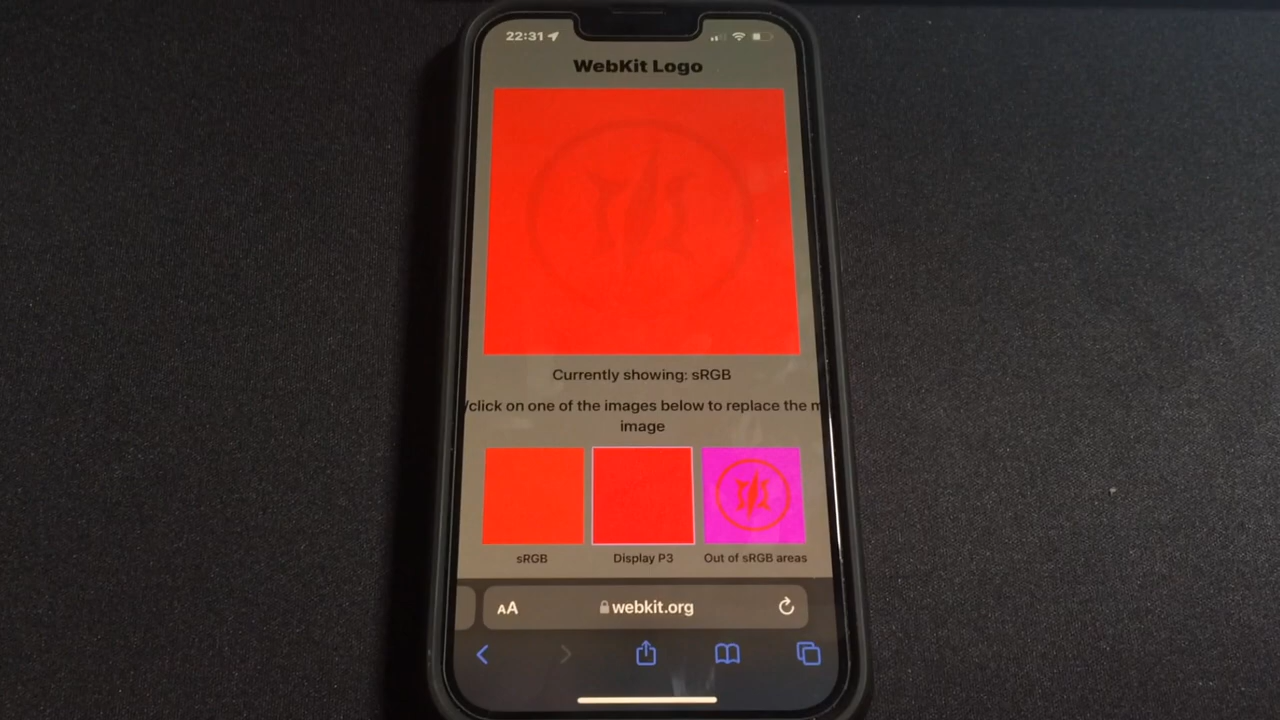 22:31
WebKit Logo
Currently showing: sRGB
/click on one of the images below to replace the m
image
sRGB
Display P3
Out of sRGB areas
AA
webkit.org